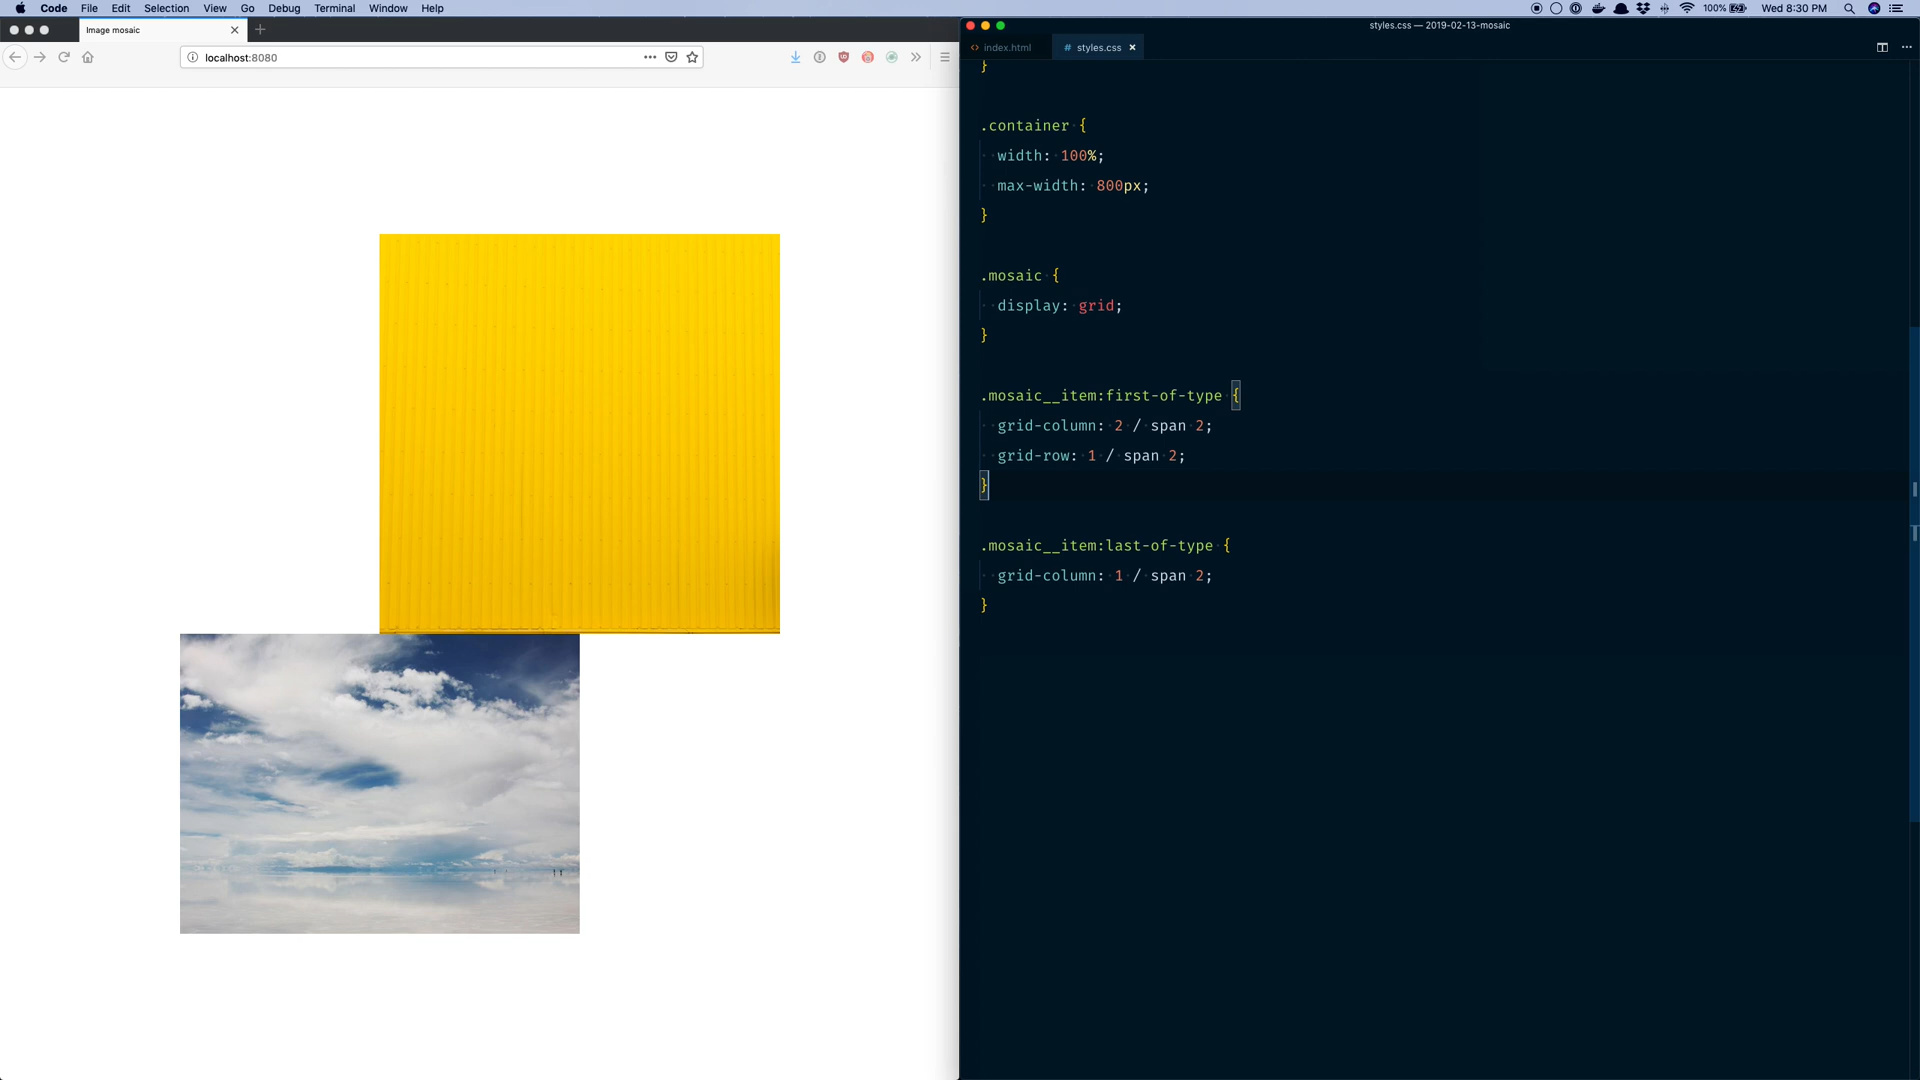 Code File Edit Selection View Go Debug Terminal Window Help
100% Wed 8:30 PM
Image mosaic
localhost:8080
styles.css — 2019-02-13-mosaic
index.html
# styles.css
}
.container {
width: 100%;
max-width: 800px;
}
.mosaic {
display: grid;
}
.mosaic__item:first-of-type {
grid-column: 2 / span 2;
grid-row: 1 / span 2;
}
.mosaic__item:last-of-type {
grid-column: 1 / span 2;
}